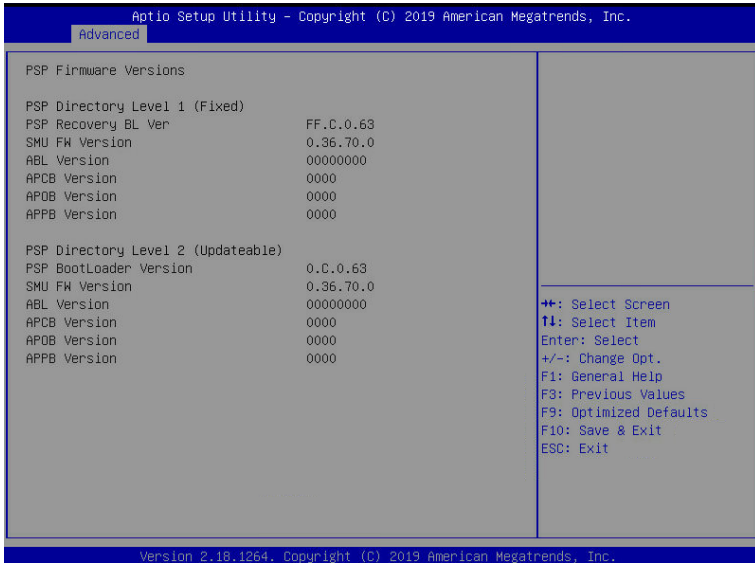 Aptio Setup Utility – Copyright (C) 2019 American Megatrends, Inc.
Advanced
PSP Firmware Versions
PSP Directory Level 1 (Fixed)
PSP Recovery BL Ver FF.C.0.63
SMU FW Version 0.36.70.0
ABL Version 00000000
APCB Version 0000
APOB Version 0000
APPB Version 0000
PSP Directory Level 2 (Updateable)
PSP BootLoader Version 0.C.0.63
SMU FW Version 0.36.70.0
ABL Version 00000000
APCB Version 0000
APOB Version 0000
APPB Version 0000
→←: Select Screen
↑↓: Select Item
Enter: Select
+/-: Change Opt.
F1: General Help
F3: Previous Values
F9: Optimized Defaults
F10: Save & Exit
ESC: Exit
Version 2.18.1264. Copyright (C) 2019 American Megatrends, Inc.